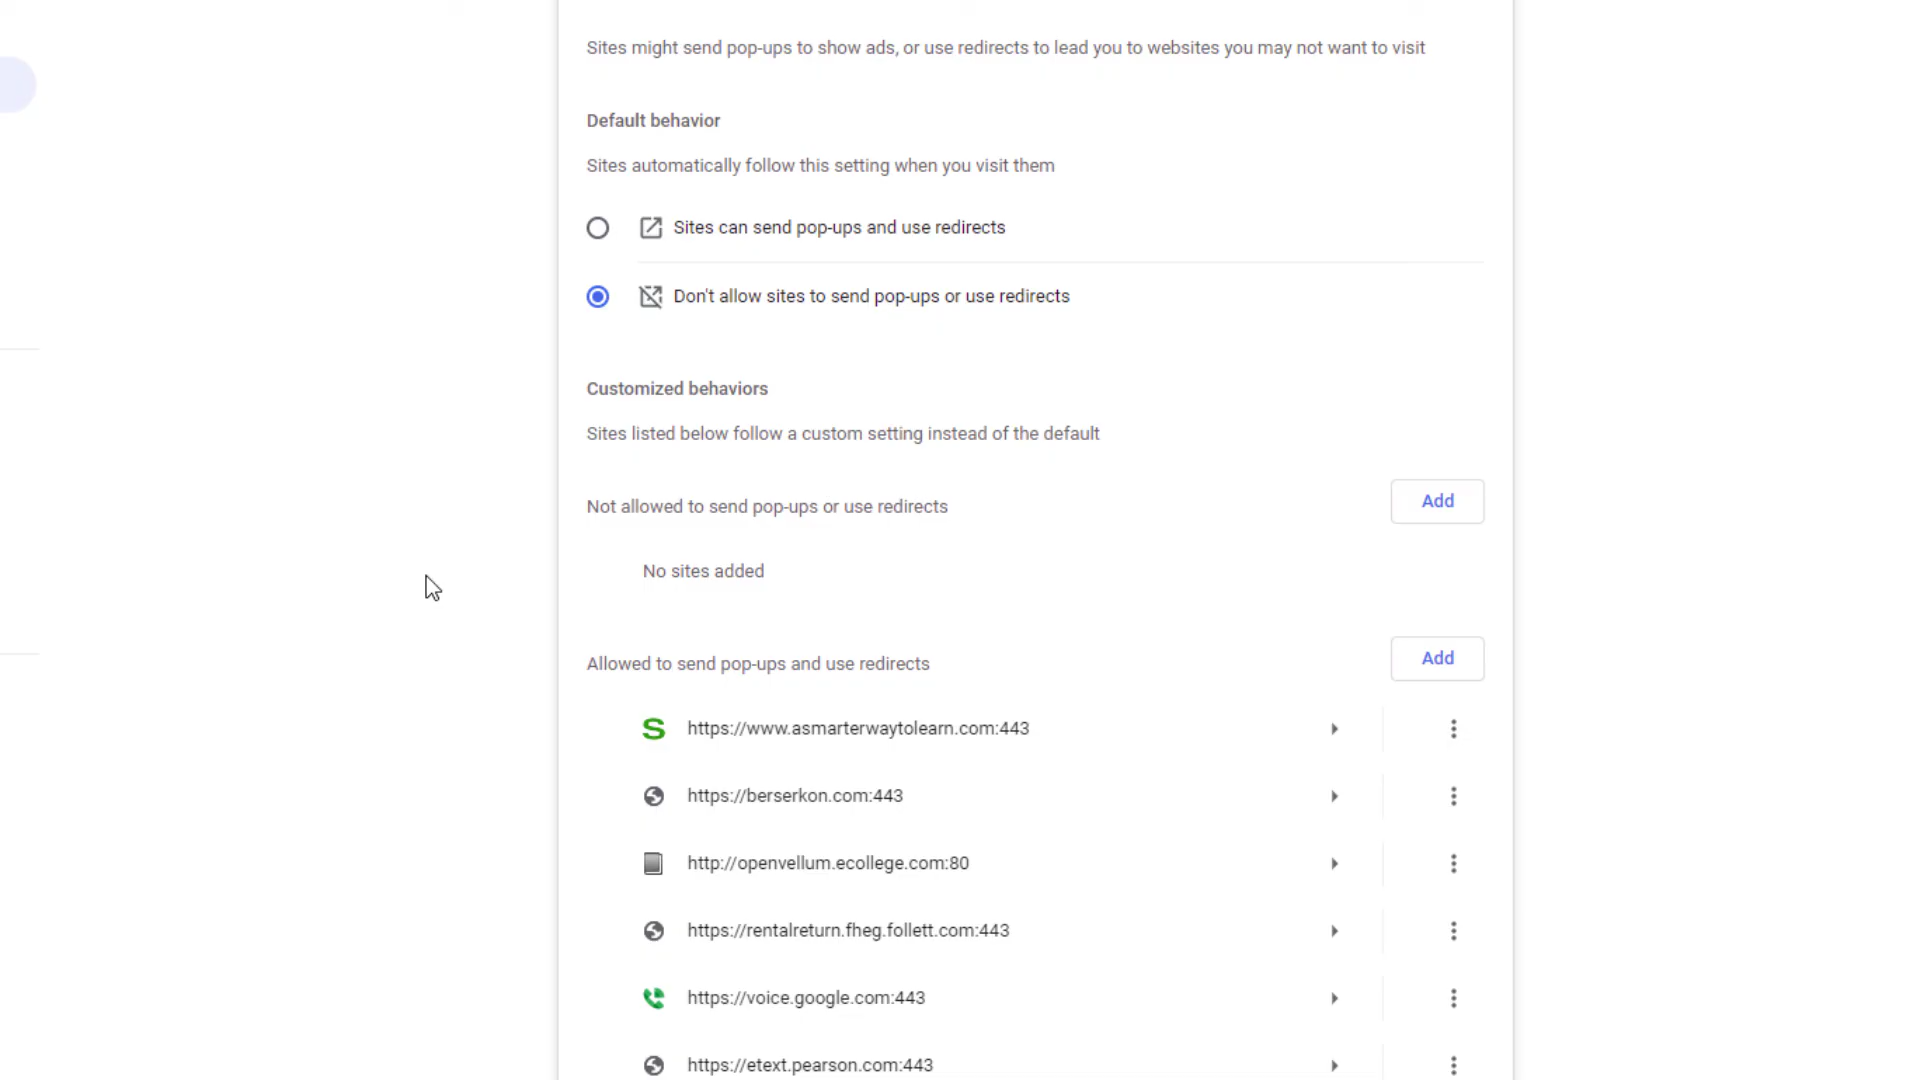 Sites might send pop-ups to show ads, or use redirects to lead you to websites you may not want to visit
Default behavior
Sites automatically follow this setting when you visit them
Sites can send pop-ups and use redirects
Don't allow sites to send pop-ups or use redirects
Customized behaviors
Sites listed below follow a custom setting instead of the default
Not allowed to send pop-ups or use redirects
Add
No sites added
Allowed to send pop-ups and use redirects
Add
S https://www.asmarterwaytolearn.com:443
https://berserkon.com:443
http://openvellum.ecollege.com:80
https://rentalreturn.fheg.follett.com:443
https://voice.google.com:443
https://etext.pearson.com:443